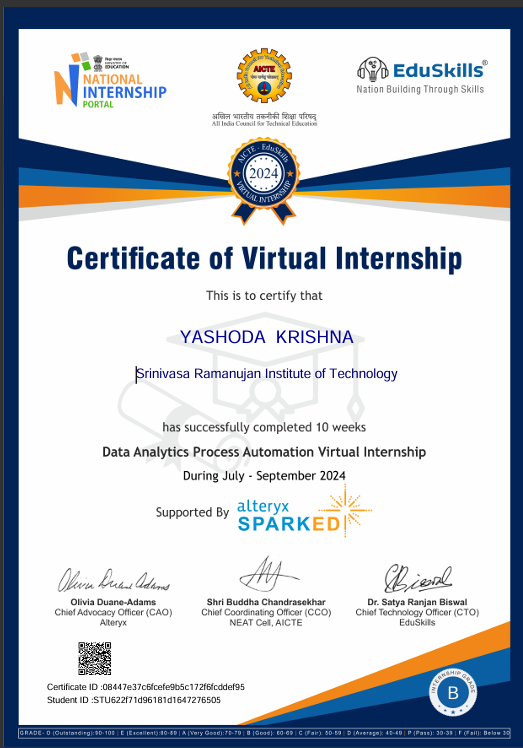 NATIONAL
INTERNSHIP
PORTAL
EDUCATION
AICTE
अखिल भारतीय तकनीकी शिक्षा परिषद्
All India Council for Technical Education
EduSkills®
Nation Building Through Skills
AICTE - EduSkills
2024
VIRTUAL INTERNSHIP
Certificate of Virtual Internship
This is to certify that
YASHODA KRISHNA
Srinivasa Ramanujan Institute of Technology
has successfully completed 10 weeks
Data Analytics Process Automation Virtual Internship
During July - September 2024
Supported By alteryx
SPARKED
Olivia Duane-Adams
Chief Advocacy Officer (CAO)
Alteryx
Shri Buddha Chandrasekhar
Chief Coordinating Officer (CCO)
NEAT Cell, AICTE
Dr. Satya Ranjan Biswal
Chief Technology Officer (CTO)
EduSkills
Certificate ID :08447e37c6fcefe9b5c172f6fcddef95
Student ID :STU622f71d96181d1647276505
INTERNSHIP GRADE
B
GRADE- O (Outstanding):90-100 | E (Excellent):80-89 | A (Very Good):70-79 | B (Good): 60-69 | C (Fair): 50-59 | D (Average): 40-49 | P (Pass): 30-39 | F (Fail): Below 30